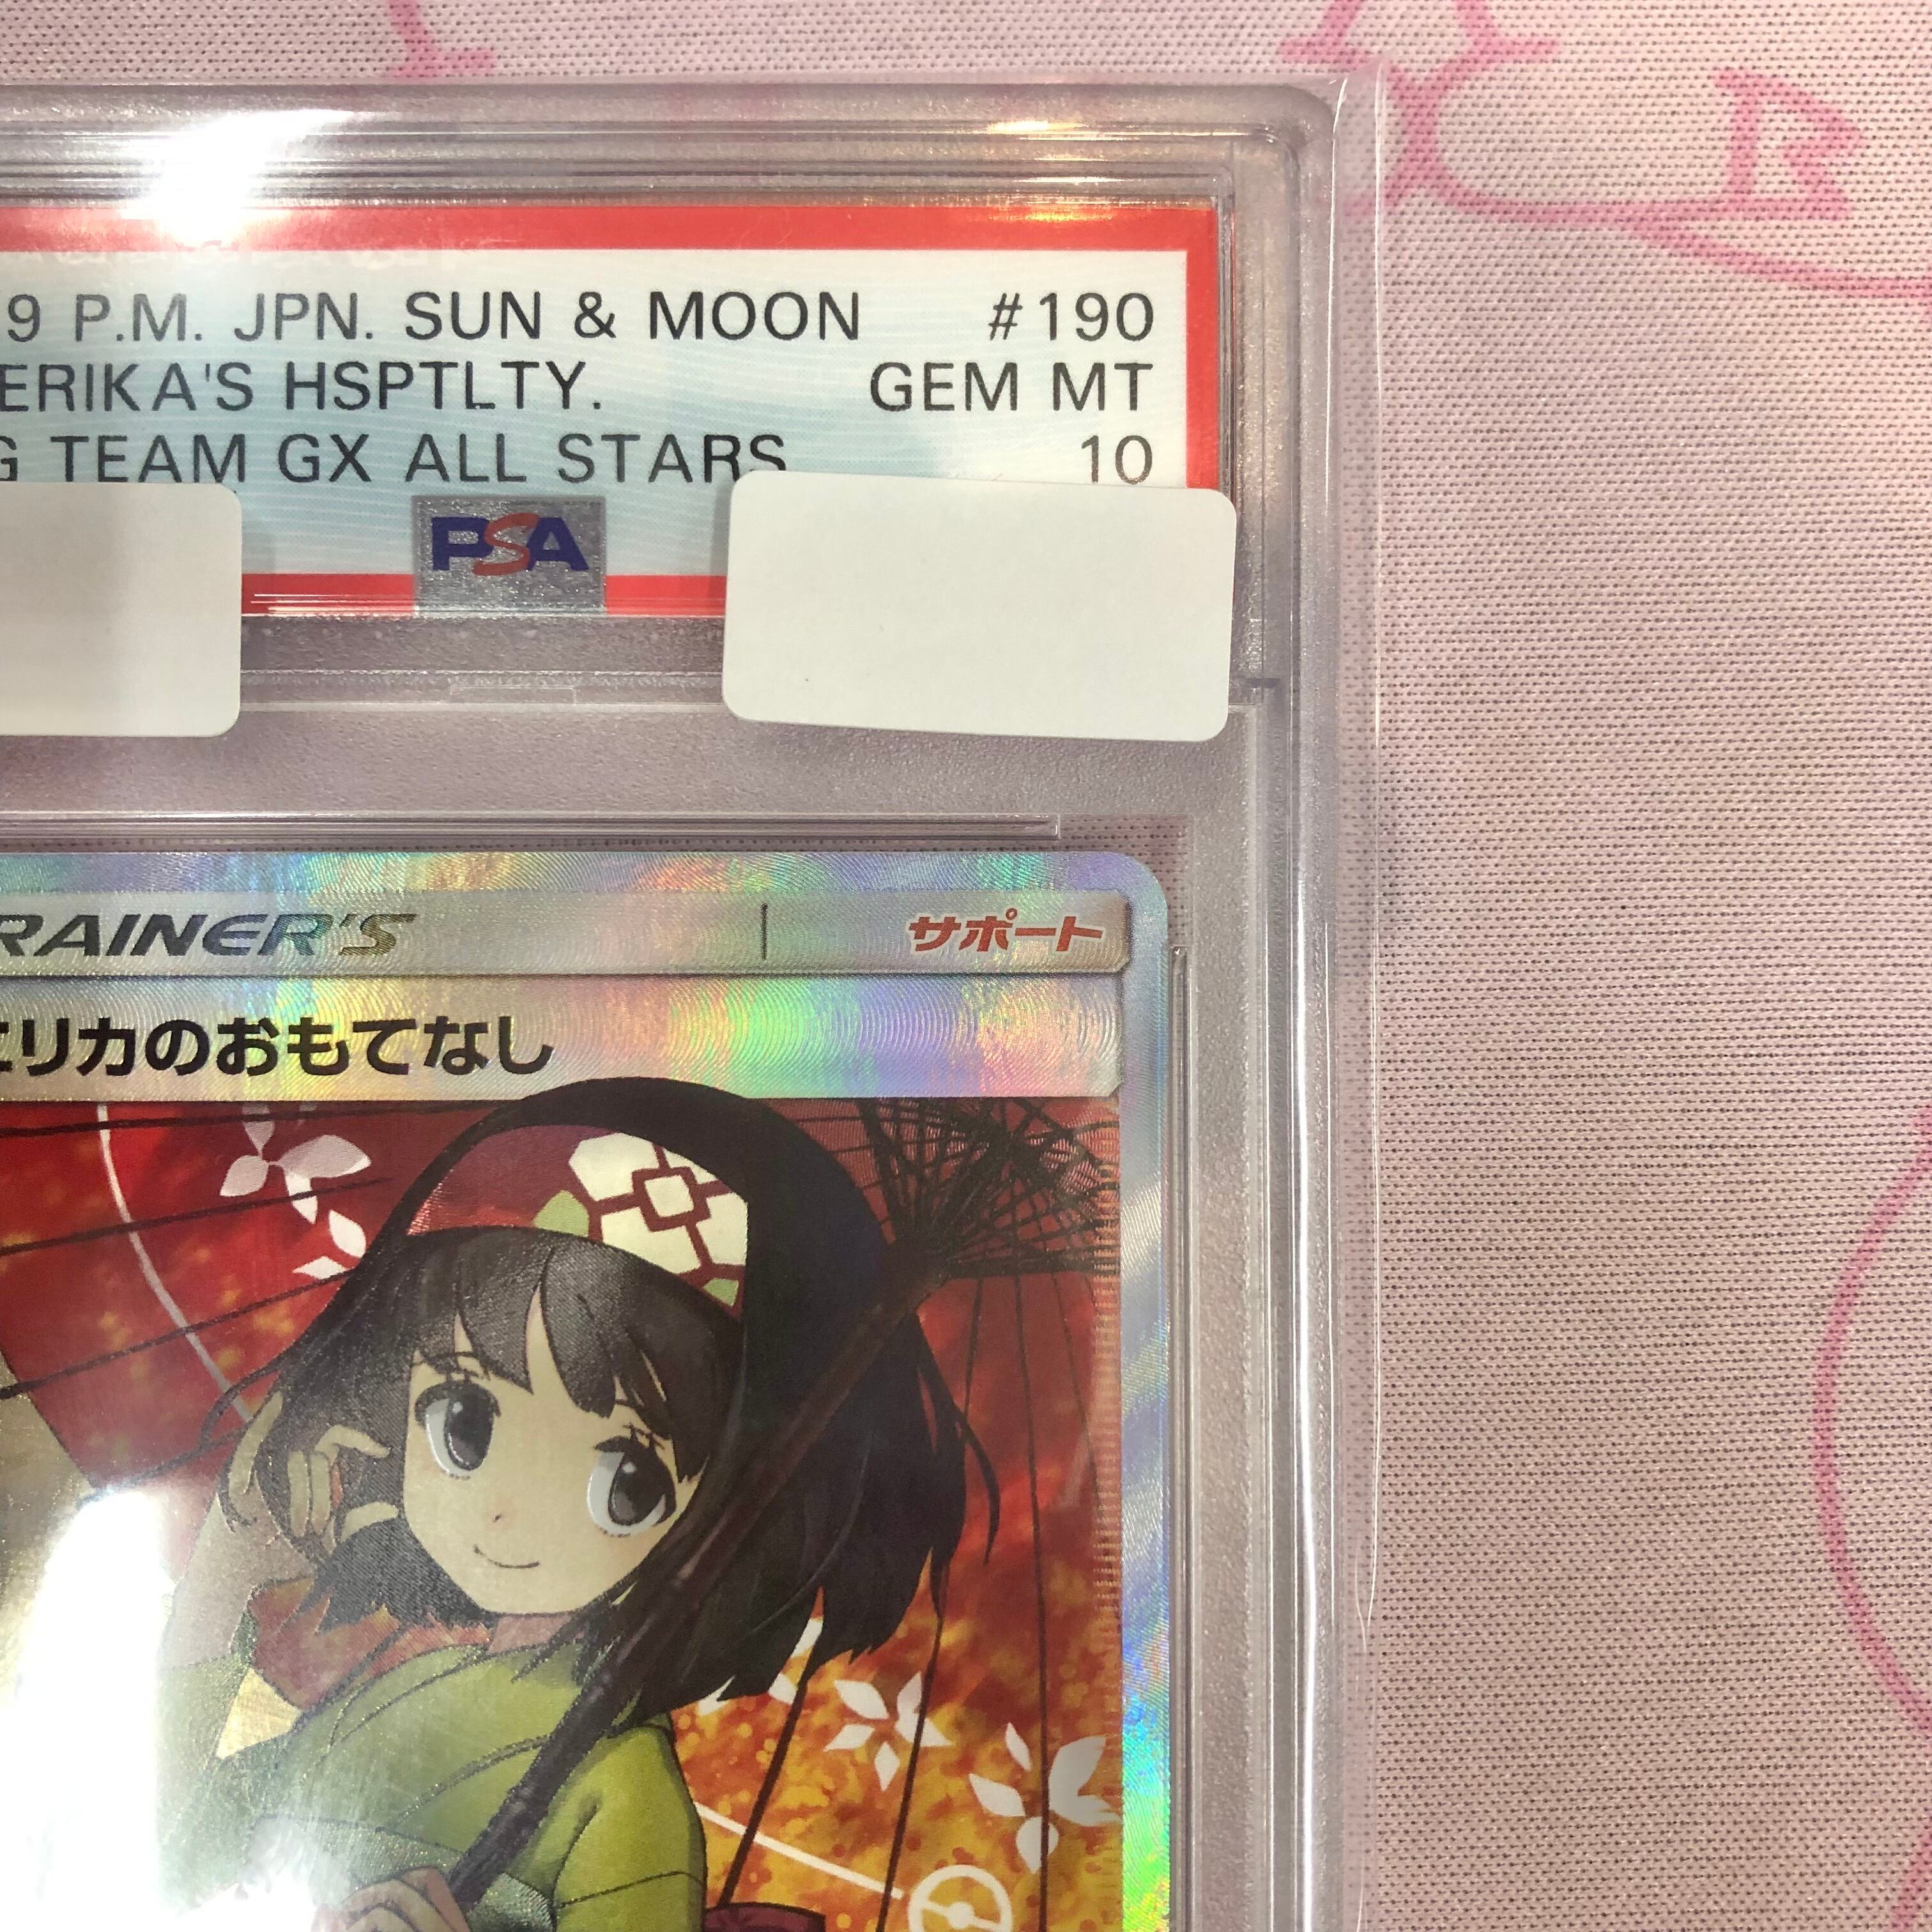 9 P.M. JPN. SUN & MOON #190
ERIKA'S HSPTLTY. GEM MT
G TEAM GX ALL STARS 10
PSA
RAINER'S サポート
エリカのおもてなし